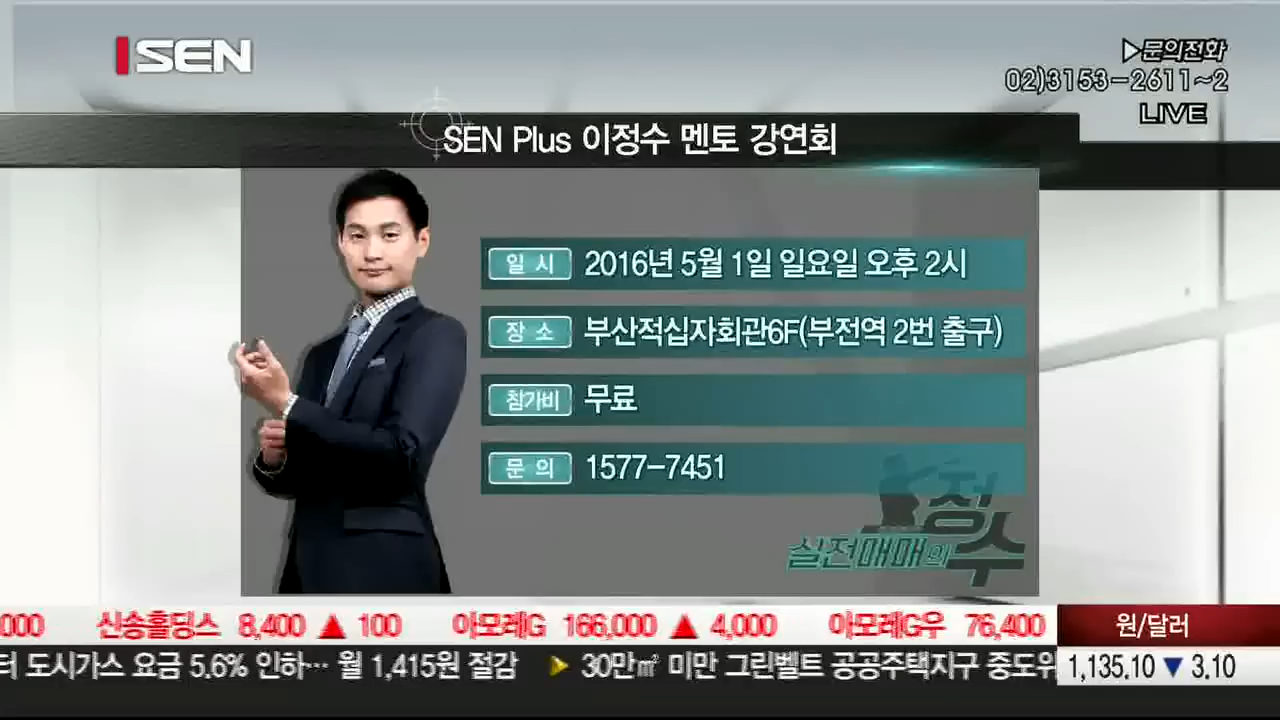 SEN
▶문의전화
02)3153-2611~2
LIVE
SEN Plus 이정수 멘토 강연회
일 시 2016년 5월 1일 일요일 오후 2시
장 소 부산적십자회관6F(부전역 2번 출구)
참가비 무료
문 의 1577-7451
실전매매의 정수
000 신송홀딩스 8,400 ▲ 100 아모레G 166,000 ▲ 4,000 아모레G우 76,400
원/달러
터 도시가스 요금 5.6% 인하… 월 1,415원 절감 ▶ 30만㎡ 미만 그린벨트 공공주택지구 중도위
1,135.10 ▼ 3.10